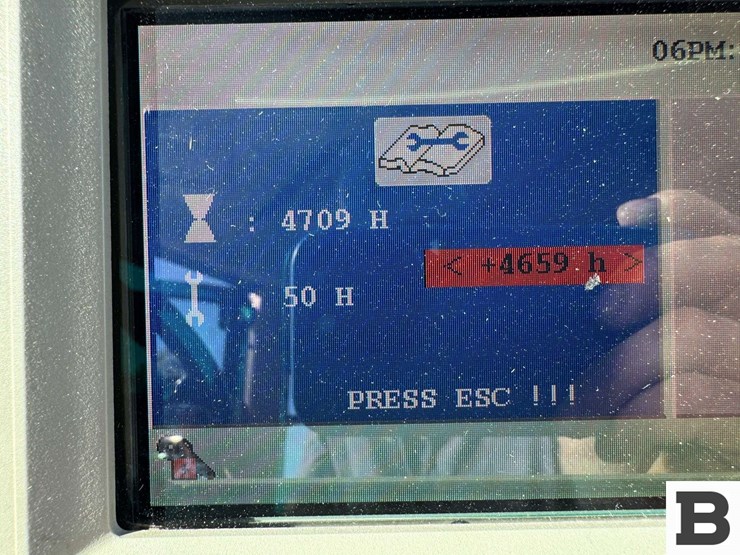 06PM:
: 4709 H
< +4659 h >
50 H
PRESS ESC !!!
B